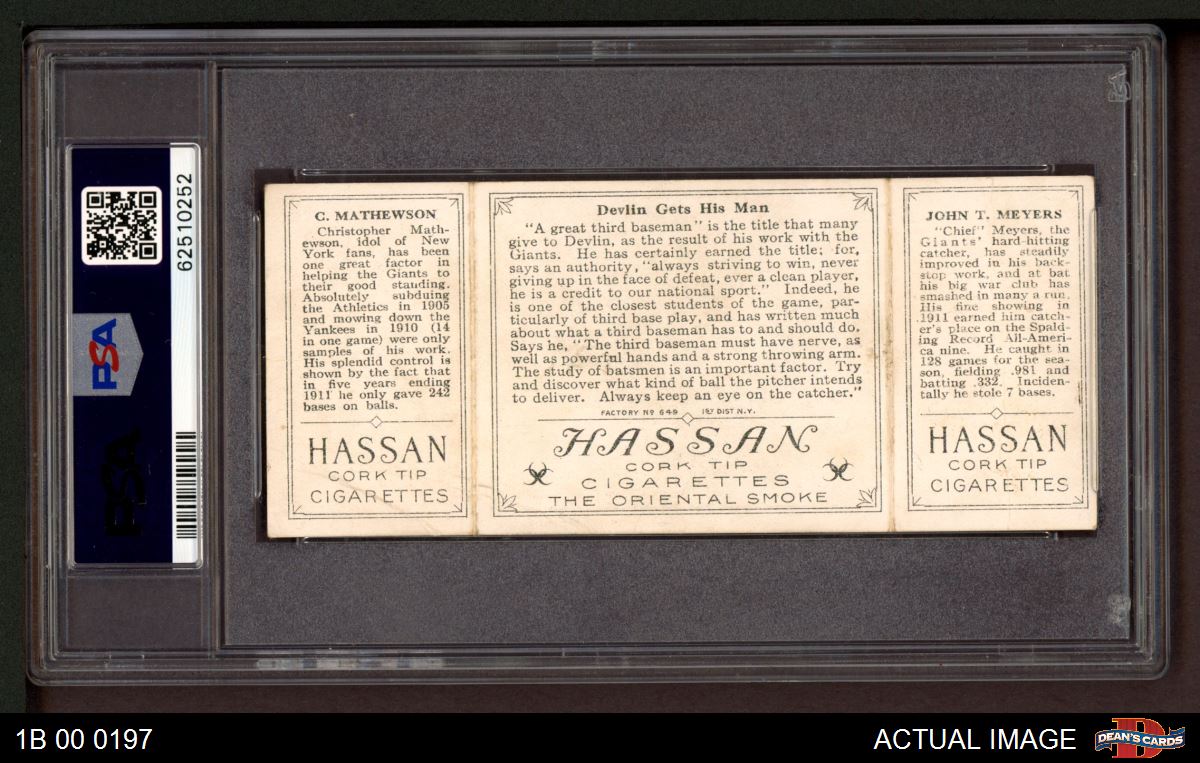 PSA
62510252
PSA
C. MATHEWSON
Christopher Math-
ewson, idol of New
York fans, has been
one great factor in
helping the Giants to
their good standing.
Absolutely subduing
the Athletics in 1905
and mowing down the
Yankees in 1910 (14
in one game) were only
samples of his work.
His splendid control is
shown by the fact that
in five years ending
1911 he only gave 242
bases on balls.
HASSAN
CORK TIP
CIGARETTES
Devlin Gets His Man
"A great third baseman" is the title that many
give to Devlin, as the result of his work with the
Giants. He has certainly earned the title; for,
says an authority, "always striving to win, never
giving up in the face of defeat, ever a clean player,
he is a credit to our national sport." Indeed, he
is one of the closest students of the game, par-
ticularly of third base play, and has written much
about what a third baseman has to and should do.
Says he, "The third baseman must have nerve, as
well as powerful hands and a strong throwing arm.
The study of batsmen is an important factor. Try
and discover what kind of ball the pitcher intends
to deliver. Always keep an eye on the catcher."
FACTORY Nº 649 1ST DIST N.Y.
HASSAN
CORK TIP
CIGARETTES
THE ORIENTAL SMOKE
JOHN T. MEYERS
"Chief" Meyers, the
Giants' hard-hitting
catcher, has steadily
improved in his back-
stop work, and at bat
his big war club has
smashed in many a run.
His fine showing in
1911 earned him catch-
er's place on the Spald-
ing Record All-Ameri-
ca nine. He caught in
128 games for the sea-
son, fielding .981 and
batting .332. Inciden-
tally he stole 7 bases.
HASSAN
CORK TIP
CIGARETTES
1B 00 0197
ACTUAL IMAGE
DEAN'S CARDS